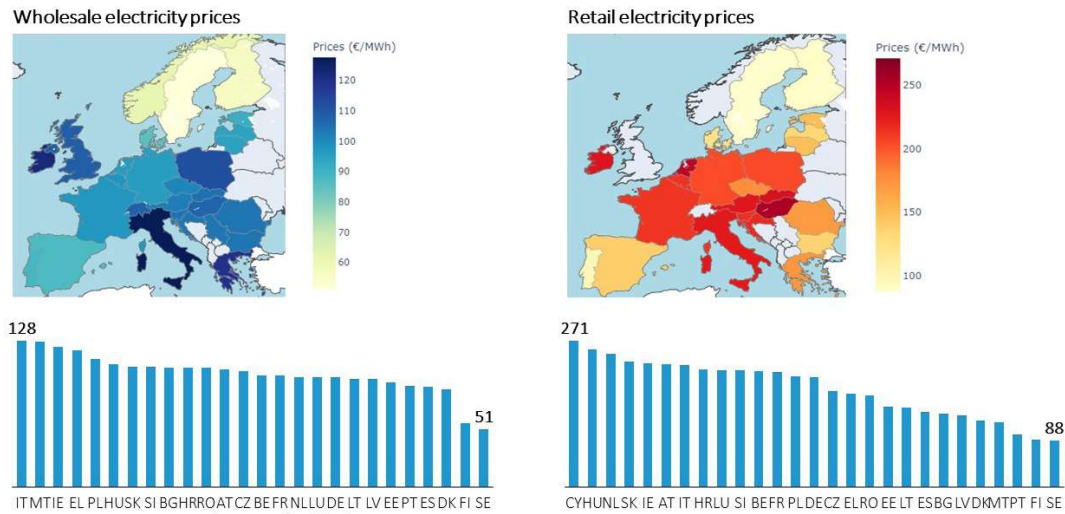 Wholesale electricity prices
Prices (€/MWh)
120
110
100
90
80
70
60
128
51
IT MT IE EL PL HU SK SI BG HR RO AT CZ BE FR NL LU DE LT LV EE PT ES DK FI SE
Retail electricity prices
Prices (€/MWh)
250
200
150
100
271
88
CY HU NL SK IE AT IT HR LU SI BE FR PL DE CZ EL RO EE LT ES BG LV DK MT PT FI SE